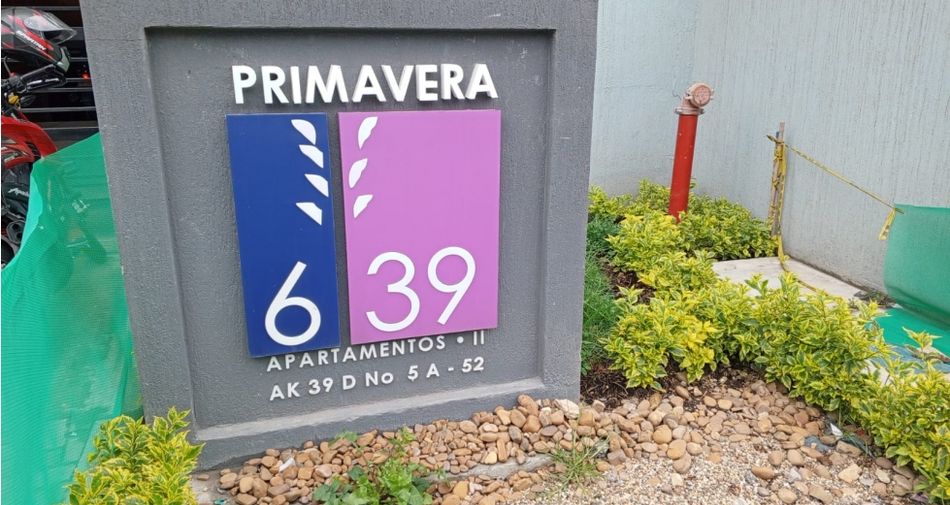 PRIMAVERA
6 39
APARTAMENTOS • II
AK 39 D No 5 A - 52